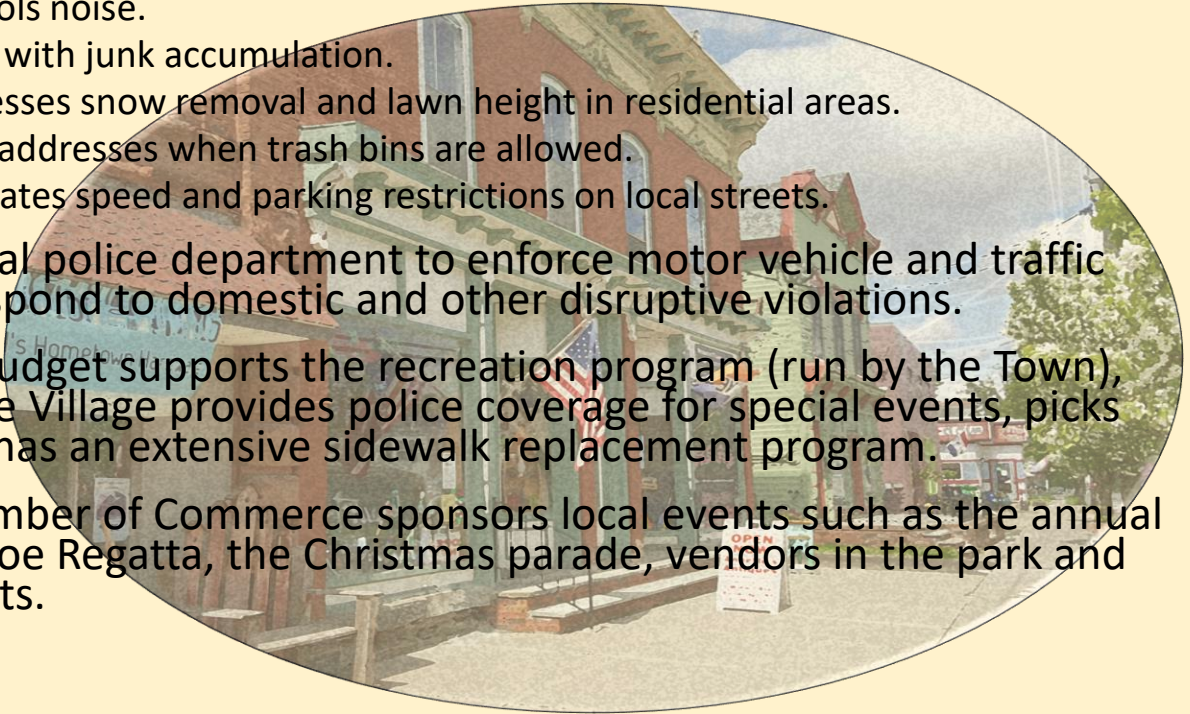 ols noise.
with junk accumulation.
esses snow removal and lawn height in residential areas.
addresses when trash bins are allowed.
ates speed and parking restrictions on local streets.
al police department to enforce motor vehicle and traffic
spond to domestic and other disruptive violations.
udget supports the recreation program (run by the Town),
e Village provides police coverage for special events, picks
has an extensive sidewalk replacement program.
mber of Commerce sponsors local events such as the annual
oe Regatta, the Christmas parade, vendors in the park and
ts.
's Hometown
OPEN